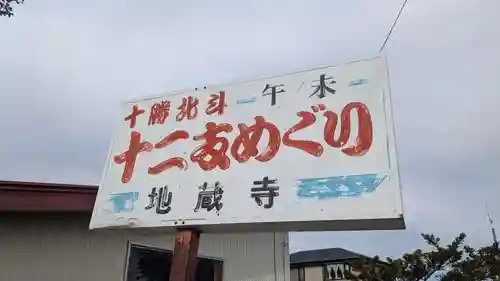 十勝北斗 午/未
十二支めぐり
地蔵寺